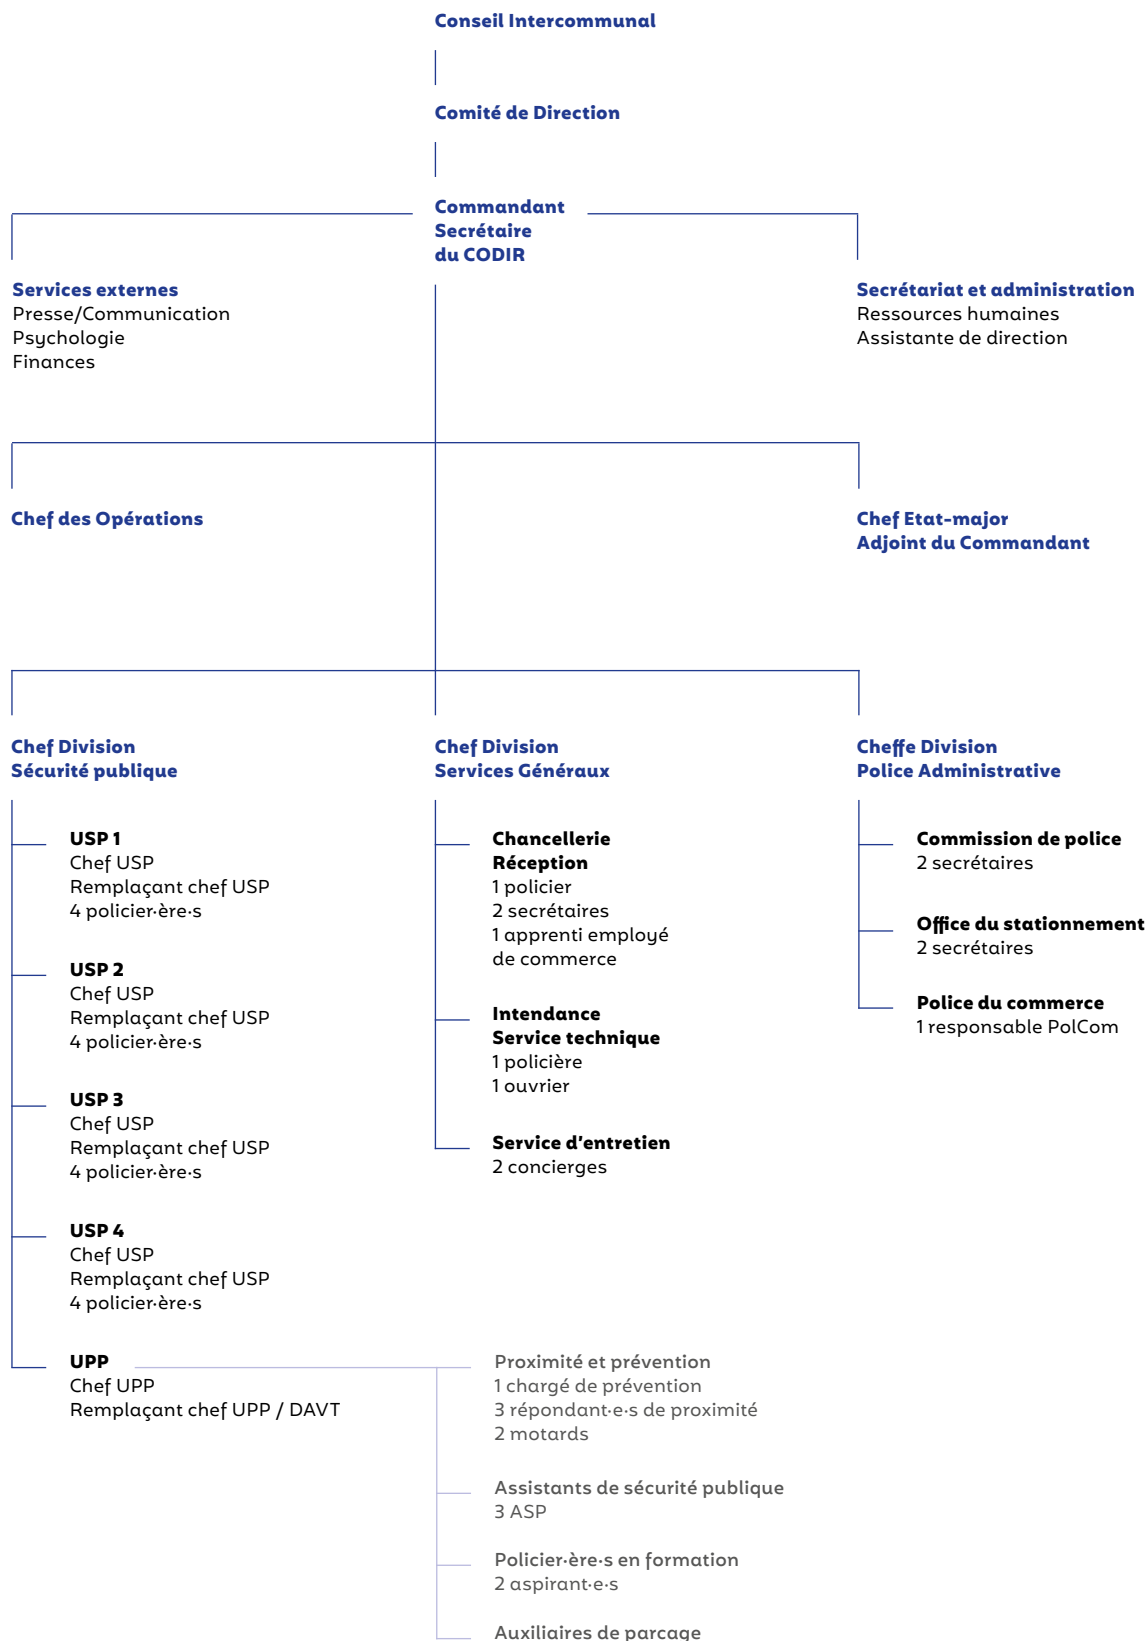 Conseil Intercommunal
Comité de Direction
Commandant
Secrétaire
du CODIR
Services externes
Presse/Communication
Psychologie
Finances
Secrétariat et administration
Ressources humaines
Assistante de direction
Chef des Opérations
Chef Etat-major
Adjoint du Commandant
Chef Division
Sécurité publique
USP 1
Chef USP
Remplaçant chef USP
4 policier·ère·s
USP 2
Chef USP
Remplaçant chef USP
4 policier·ère·s
USP 3
Chef USP
Remplaçant chef USP
4 policier·ère·s
USP 4
Chef USP
Remplaçant chef USP
4 policier·ère·s
UPP
Chef UPP
Remplaçant chef UPP / DAVT
Proximité et prévention
1 chargé de prévention
3 répondant·e·s de proximité
2 motards
Assistants de sécurité publique
3 ASP
Policier·ère·s en formation
2 aspirant·e·s
Auxiliaires de parcage
Chef Division
Services Généraux
Chancellerie
Réception
1 policier
2 secrétaires
1 apprenti employé
de commerce
Intendance
Service technique
1 policière
1 ouvrier
Service d'entretien
2 concierges
Cheffe Division
Police Administrative
Commission de police
2 secrétaires
Office du stationnement
2 secrétaires
Police du commerce
1 responsable PolCom